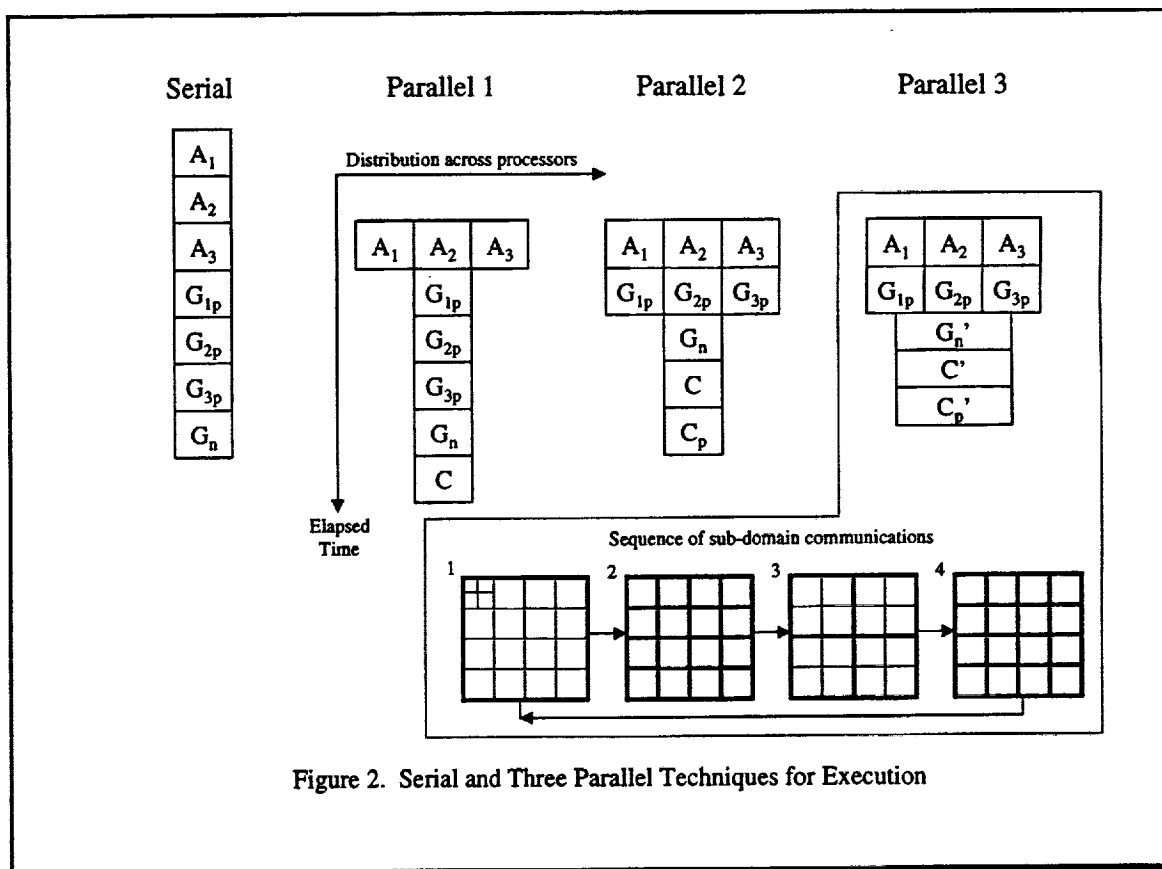 Serial Parallel 1 Parallel 2 Parallel 3
Distribution across processors
A₁
A₂
A₃
G₁ₚ
G₂ₚ
G₃ₚ
Gₙ
A₁ A₂ A₃
G₁ₚ
G₂ₚ
G₃ₚ
Gₙ
C
A₁ A₂ A₃
G₁ₚ G₂ₚ G₃ₚ
Gₙ
C
Cₚ
A₁ A₂ A₃
G₁ₚ G₂ₚ G₃ₚ
Gₙ'
C'
Cₚ'
Elapsed
Time
Sequence of sub-domain communications
1 2 3 4
Figure 2. Serial and Three Parallel Techniques for Execution